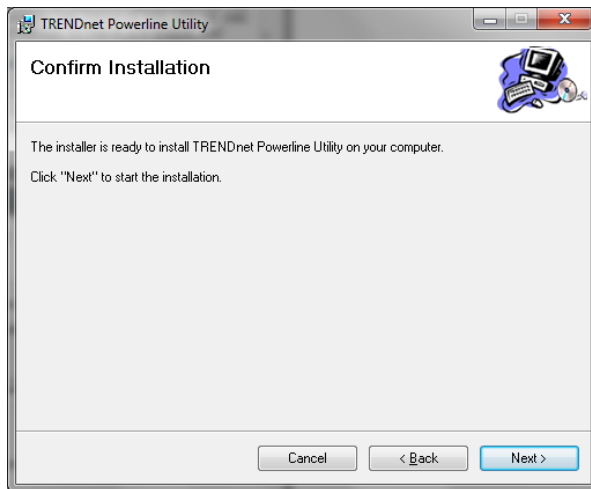 TRENDnet Powerline Utility
Confirm Installation
The installer is ready to install TRENDnet Powerline Utility on your computer.
Click "Next" to start the installation.
Cancel
< Back
Next >